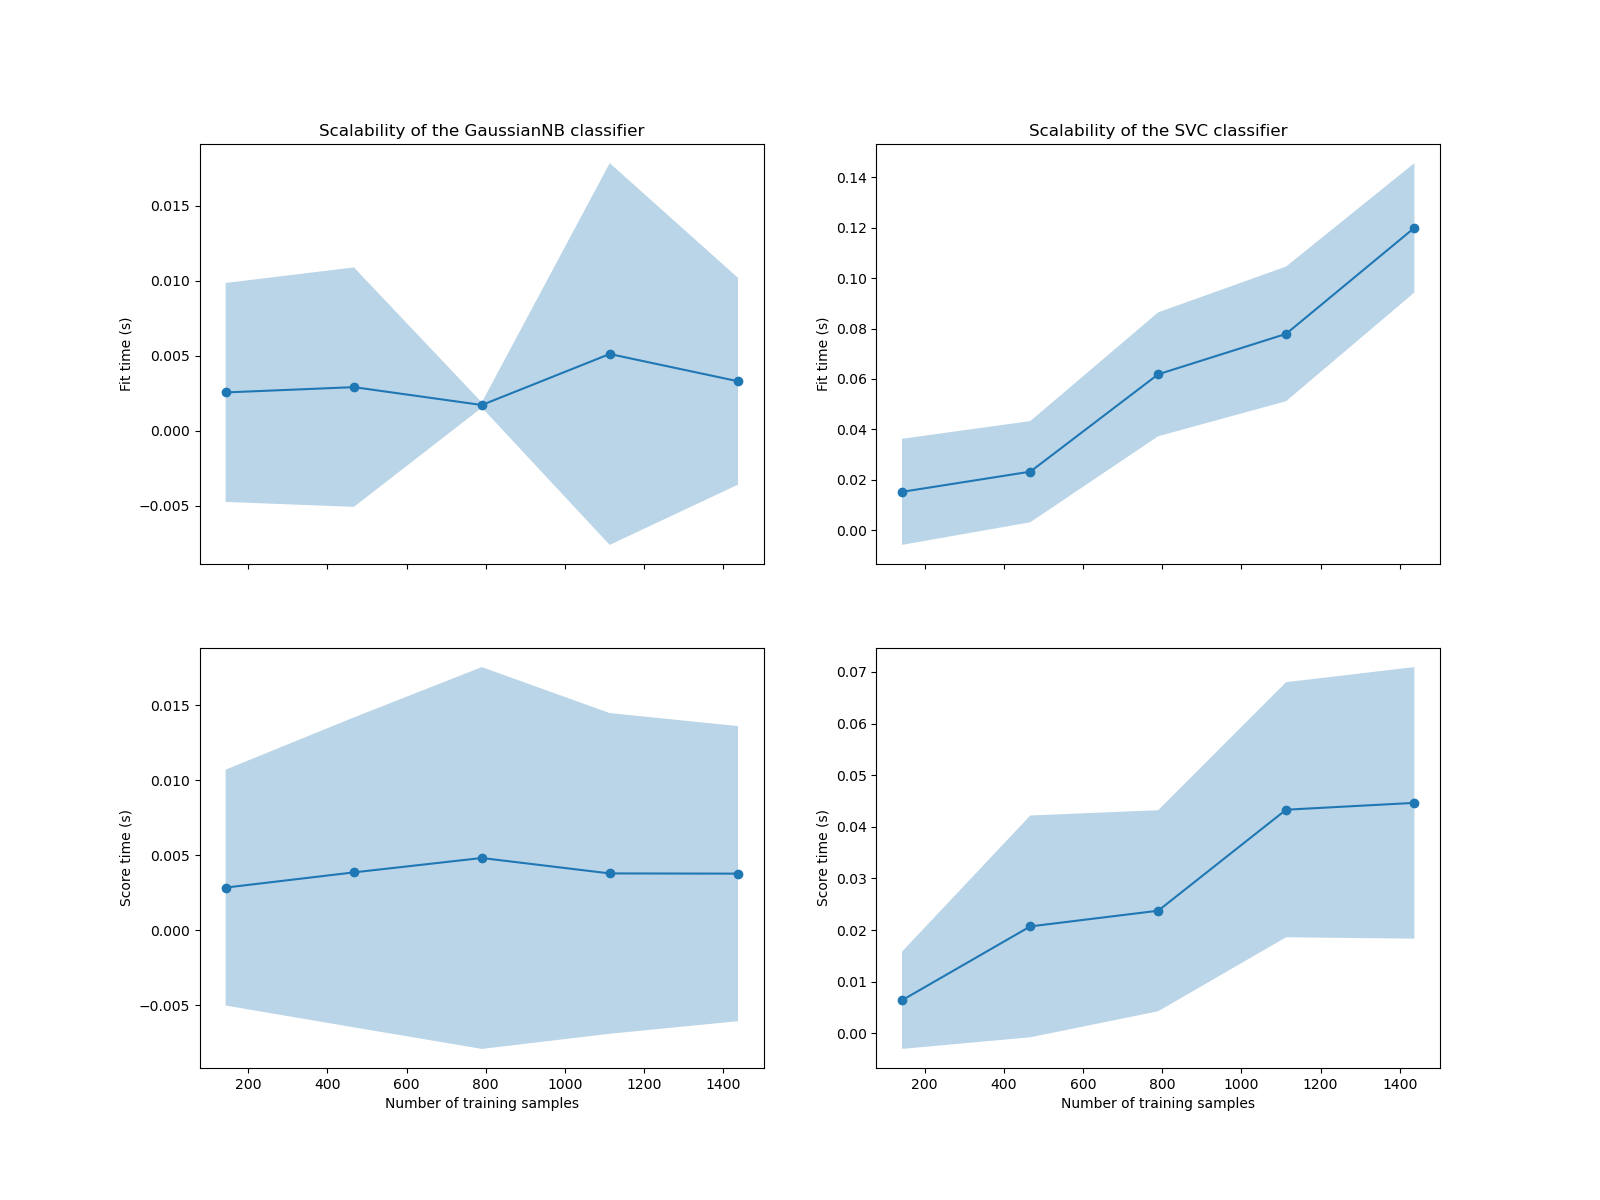 Scalability of the GaussianNB classifier
0.015
0.010
0.005
0.000
−0.005
Fit time (s)
Scalability of the SVC classifier
0.14
0.12
0.10
0.08
0.06
0.04
0.02
0.00
Fit time (s)
0.015
0.010
0.005
0.000
−0.005
Score time (s)
200 400 600 800 1000 1200 1400
Number of training samples
0.07
0.06
0.05
0.04
0.03
0.02
0.01
0.00
Score time (s)
200 400 600 800 1000 1200 1400
Number of training samples